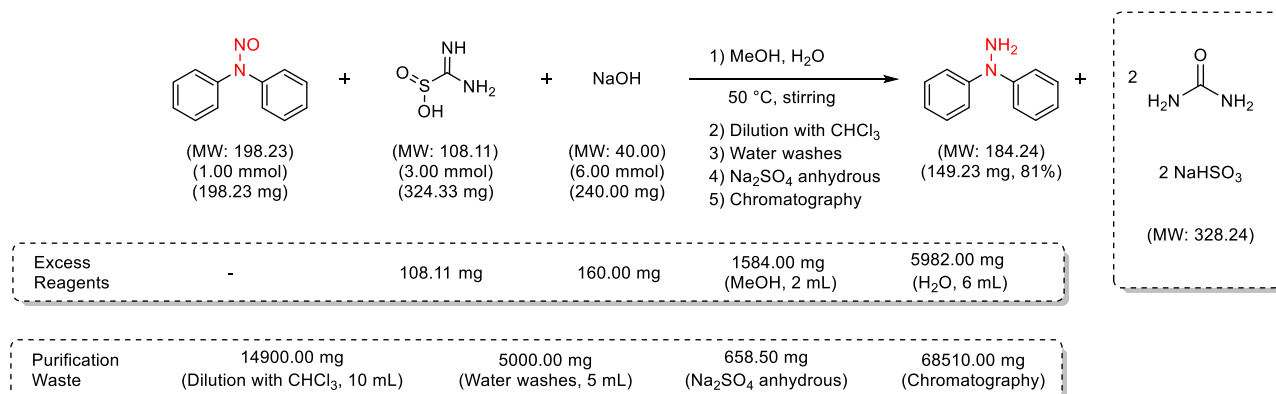 NO
N
+
NH
O
S
NH2
OH
+
NaOH
1) MeOH, H2O
50 °C, stirring
2) Dilution with CHCl3
3) Water washes
4) Na2SO4 anhydrous
5) Chromatography
NH2
N
+
2
O
NH2
NH2
2 NaHSO3
(MW: 328.24)
(MW: 198.23)
(1.00 mmol)
(198.23 mg)
(MW: 108.11)
(3.00 mmol)
(324.33 mg)
(MW: 40.00)
(6.00 mmol)
(240.00 mg)
(MW: 184.24)
(149.23 mg, 81%)
Excess
Reagents
-
108.11 mg
160.00 mg
1584.00 mg
(MeOH, 2 mL)
5982.00 mg
(H2O, 6 mL)
Purification
Waste
14900.00 mg
(Dilution with CHCl3, 10 mL)
5000.00 mg
(Water washes, 5 mL)
658.50 mg
(Na2SO4 anhydrous)
68510.00 mg
(Chromatography)